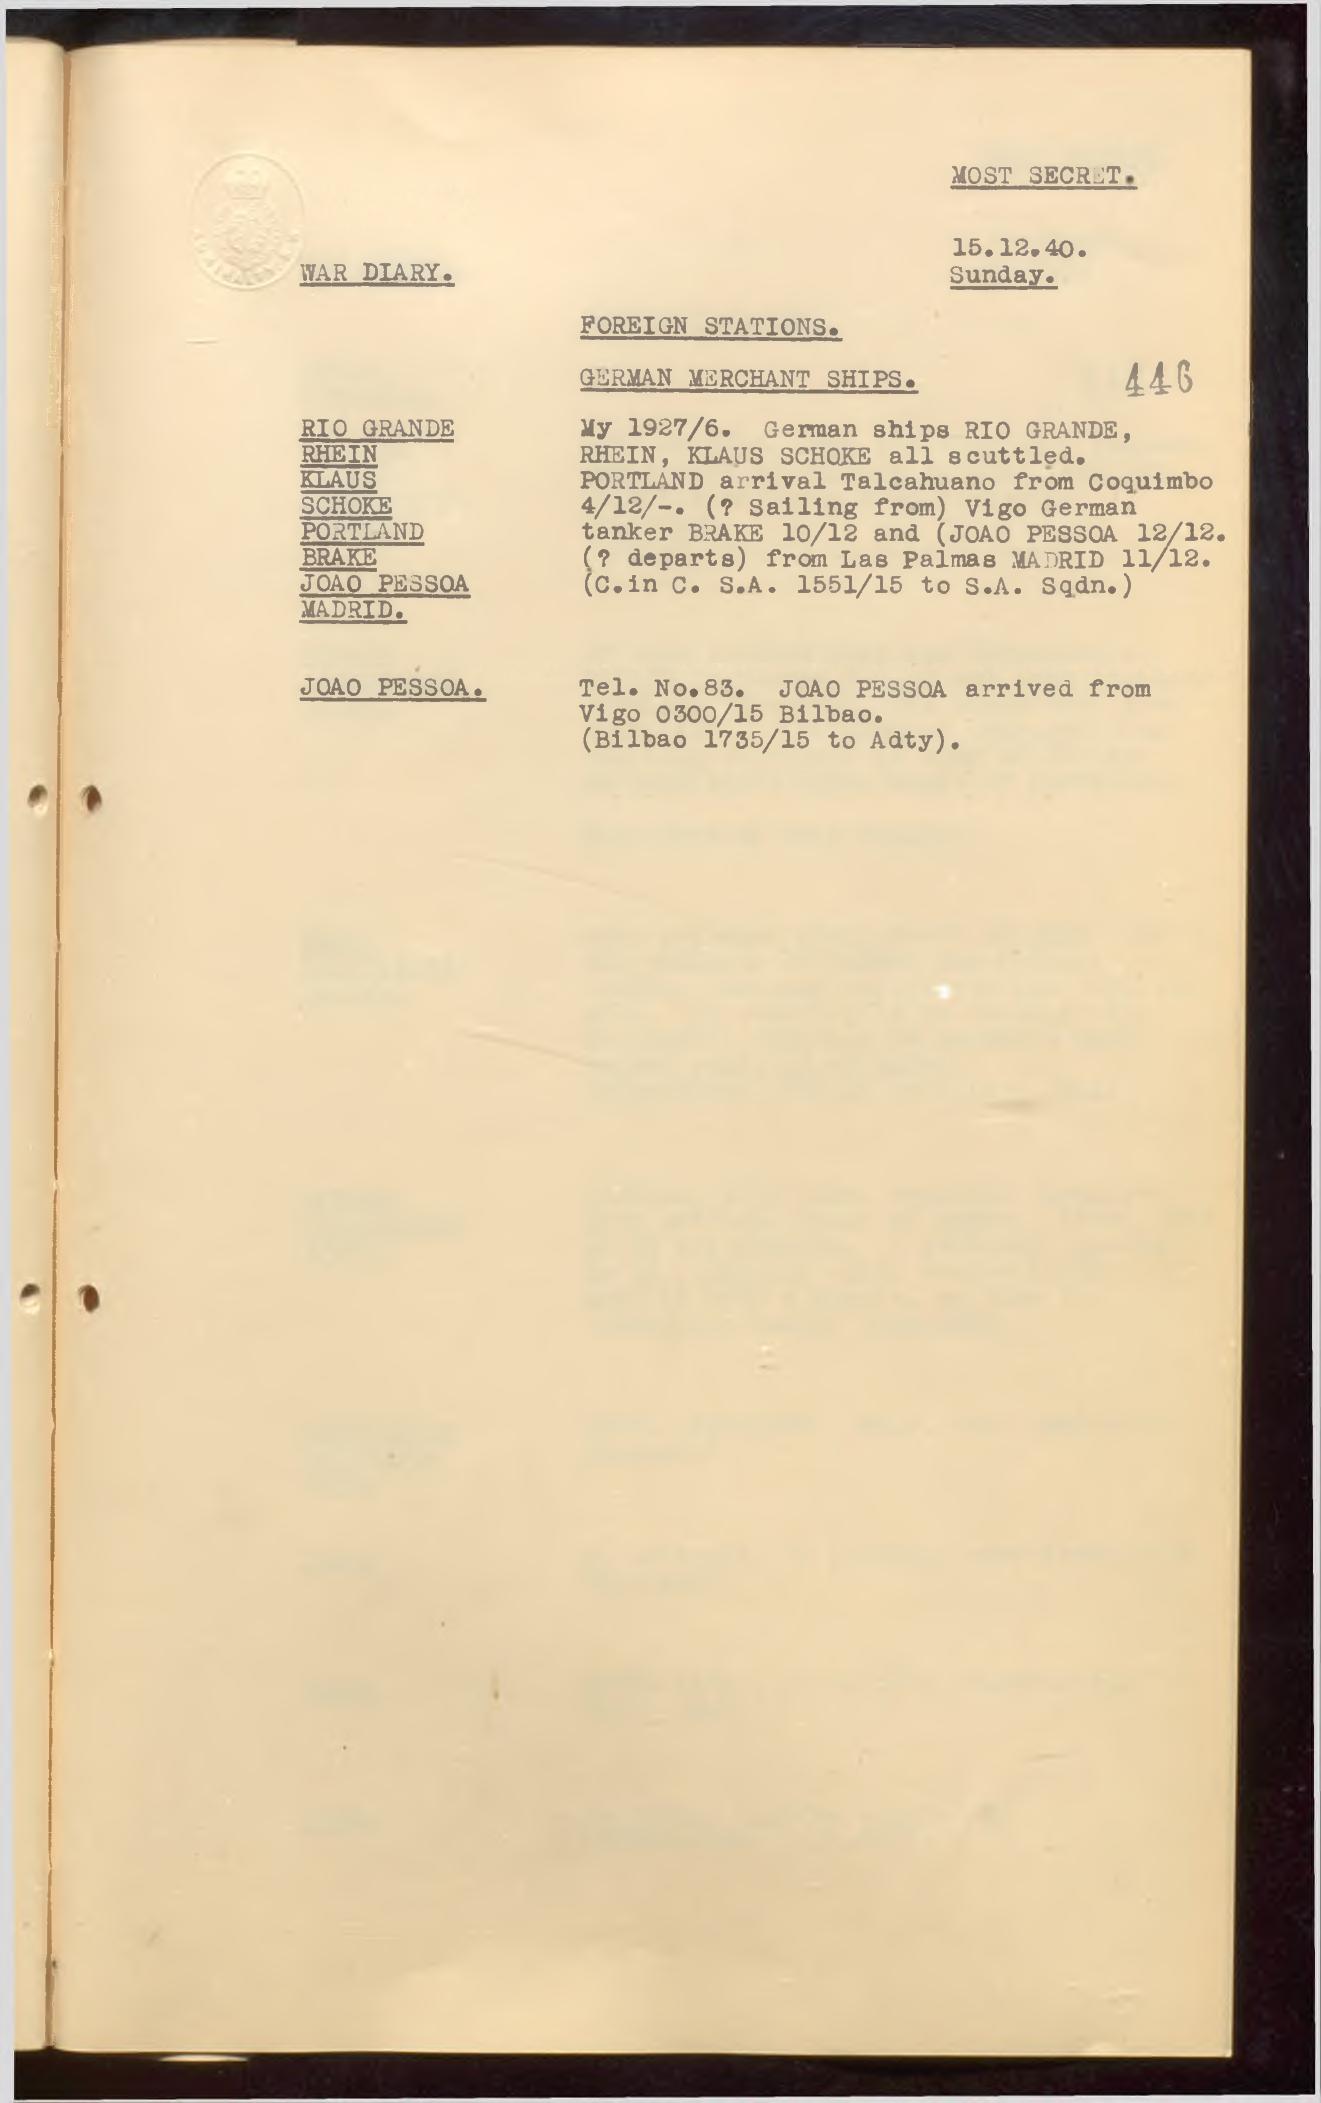 MOST SECRET.
15.12.40.
WAR DIARY.
Sunday.
FOREIGN STATIONS.
GERMAN MERCHANT SHIPS.
446
RIO GRANDE
RHEIN
KLAUS
SCHOKE
PORTLAND
BRAKE
JOAO PESSOA
MADRID.
My 1927/6. German ships RIO GRANDE,
RHEIN, KLAUS SCHOKE all scuttled.
PORTLAND arrival Talcahuano from Coquimbo
4/12/-. (? Sailing from) Vigo German
tanker BRAKE 10/12 and (JOAO PESSOA 12/12.
(? departs) from Las Palmas MADRID 11/12.
(C.in C. S.A. 1551/15 to S.A. Sqdn.)
JOAO PESSOA.
Tel. No.83. JOAO PESSOA arrived from
Vigo 0300/15 Bilbao.
(Bilbao 1735/15 to Adty).